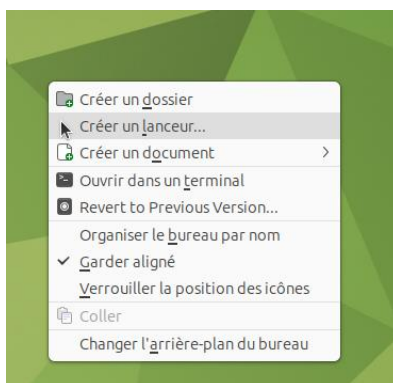 Créer un dossier
Créer un lanceur...
Créer un document
Ouvrir dans un terminal
Revert to Previous Version...
Organiser le bureau par nom
Garder aligné
Verrouiller la position des icônes
Coller
Changer l'arrière-plan du bureau